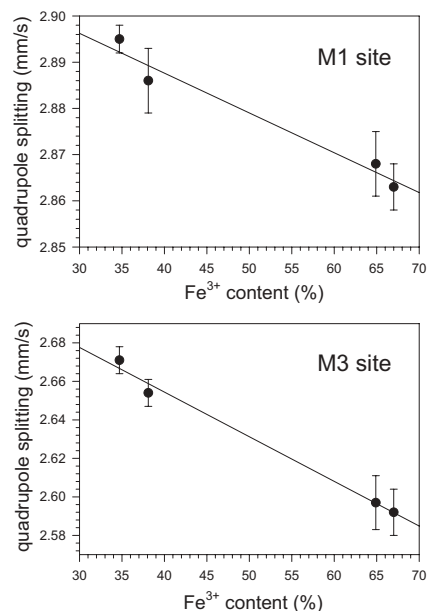 2.90
2.89
2.88
2.87
2.86
2.85
quadrupole splitting (mm/s)
M1 site
30 35 40 45 50 55 60 65 70
Fe³⁺ content (%)
2.68
2.66
2.64
2.62
2.60
2.58
quadrupole splitting (mm/s)
M3 site
30 35 40 45 50 55 60 65 70
Fe³⁺ content (%)